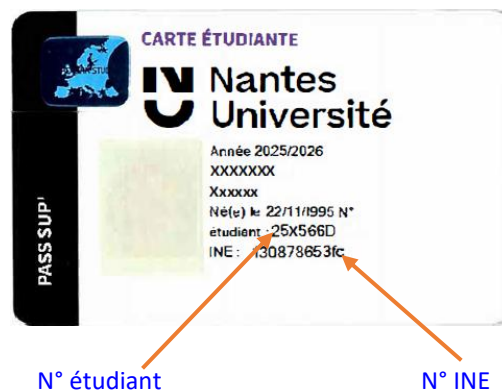 CARTE ÉTUDIANTE
Nantes
Université
Année 2025/2026
XXXXXXX
Xxxxxx
Né(e) le 22/11/1995 N°
étudiant : 25X566D
INE : 130878653fc
PASS SUP'
N° étudiant
N° INE